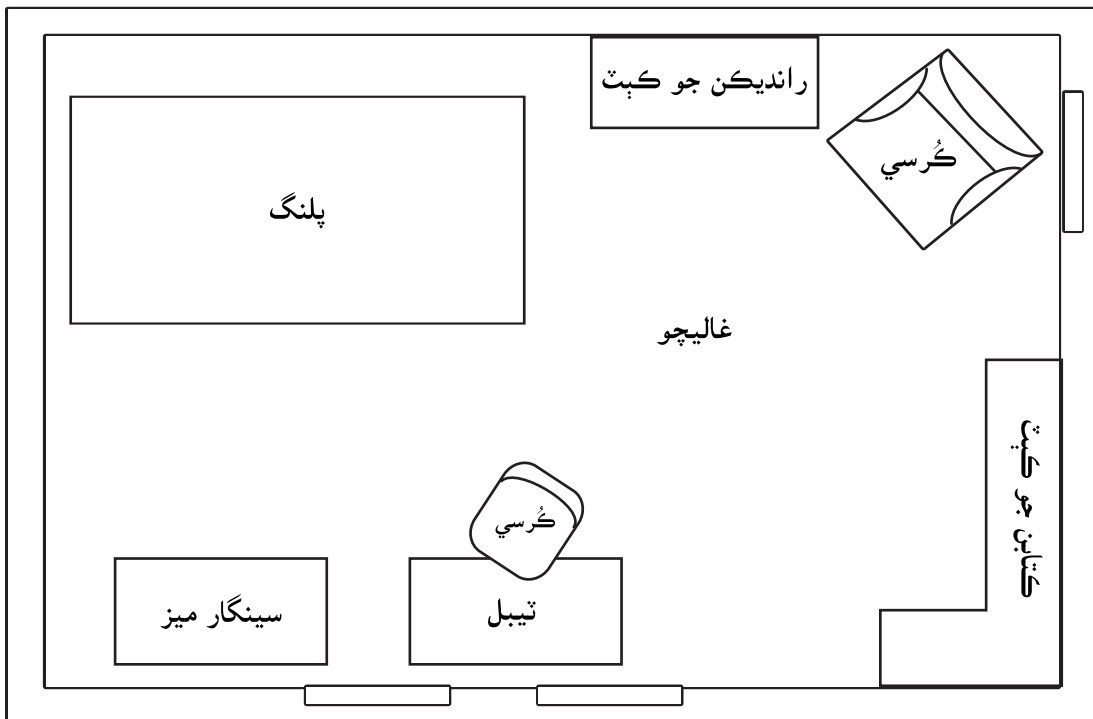 رانديڪن جو ڪٻٽ
ڪُرسي
پلنگ
غاليچو
ڪتابن جو ڪٻٽ
ڪُرسي
ٽيبل
سينگار ميز